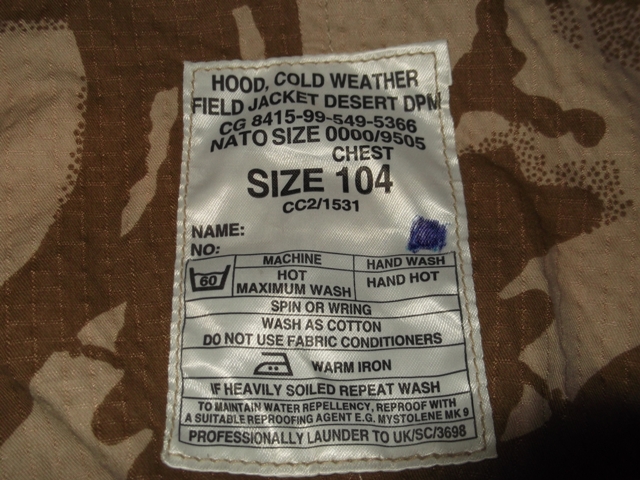 HOOD, COLD WEATHER
FIELD JACKET DESERT DPM
CG 8415-99-549-5366
NATO SIZE 0000/9505
CHEST
SIZE 104
CC2/1531
NAME:
NO:
60
MACHINE
HAND WASH
HOT
MAXIMUM WASH
HAND HOT
SPIN OR WRING
WASH AS COTTON
DO NOT USE FABRIC CONDITIONERS
WARM IRON
IF HEAVILY SOILED REPEAT WASH
TO MAINTAIN WATER REPELLENCY, REPROOF WITH
A SUITABLE REPROOFING AGENT E.G. MYSTOLENE MK 9
PROFESSIONALLY LAUNDER TO UK/SC/3698